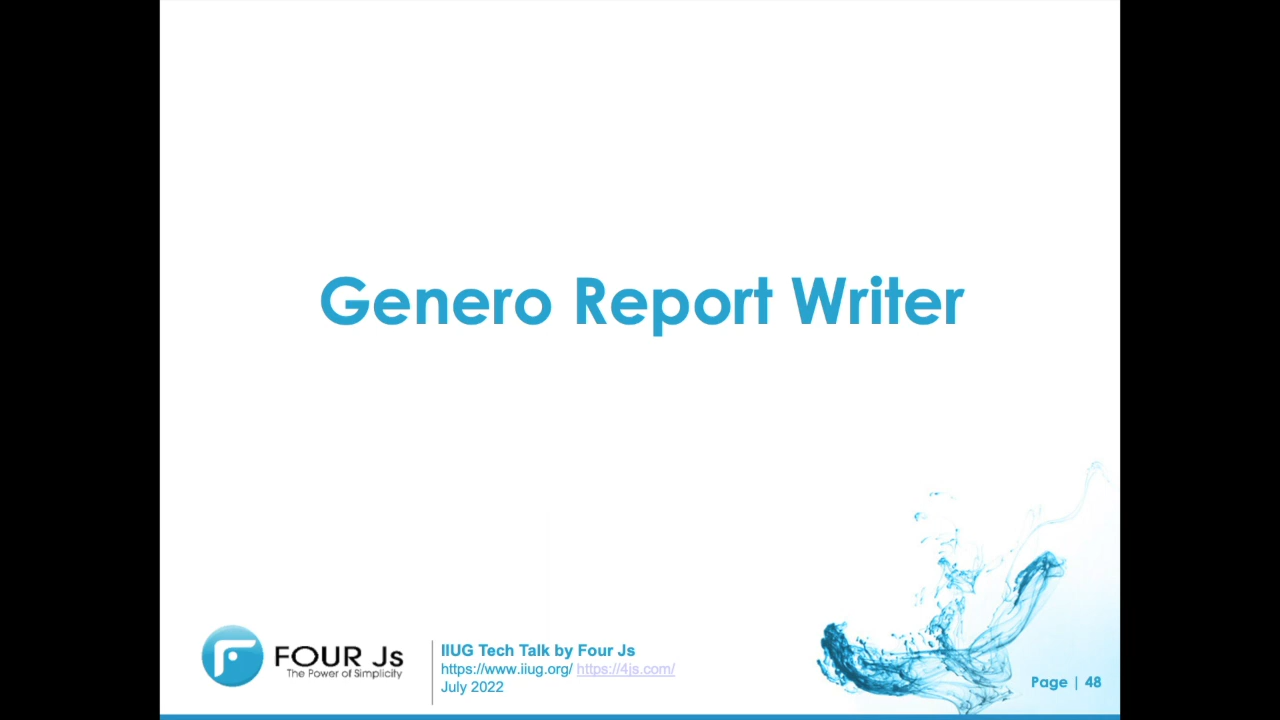 Genero Report Writer
FOUR Js
The Power of Simplicity
IIUG Tech Talk by Four Js
https://www.iiug.org/ https://4js.com/
July 2022
Page | 48